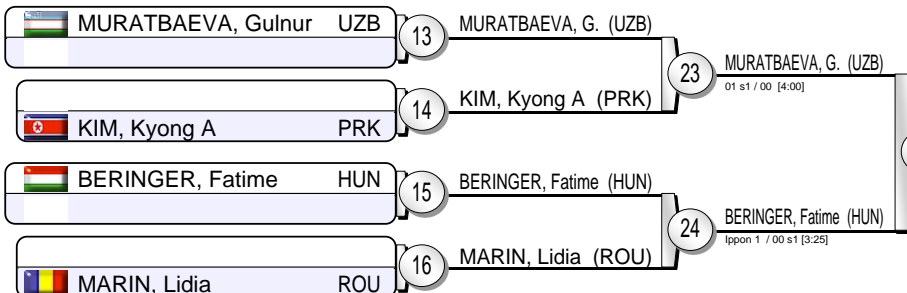 MURATBAEVA, Gulnur UZB
13
MURATBAEVA, G. (UZB)
KIM, Kyong A PRK
14
KIM, Kyong A (PRK)
23
MURATBAEVA, G. (UZB)
01 s1 / 00 [4:00]
BERINGER, Fatime HUN
15
BERINGER, Fatime (HUN)
MARIN, Lidia ROU
16
MARIN, Lidia (ROU)
24
BERINGER, Fatime (HUN)
Ippon 1 / 00 s1 [3:25]